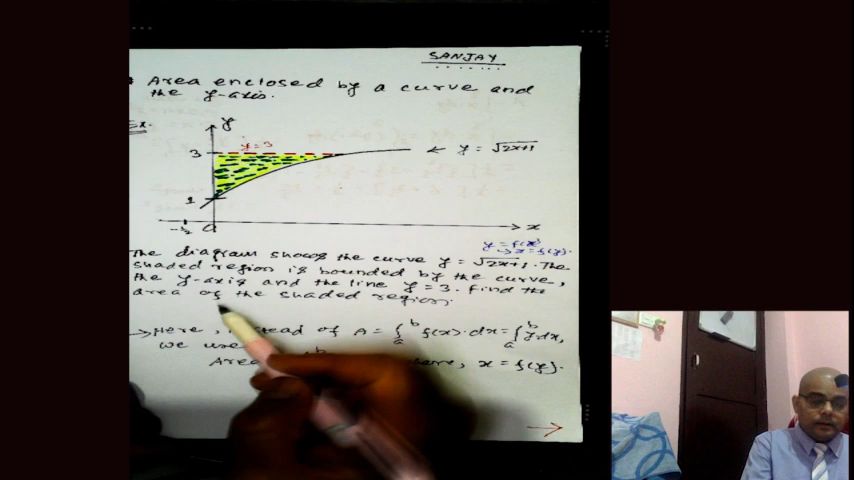 SANJAY
Area enclosed by a curve and
the y-axis.
Ex.
y
y = 3
3
← y = √2x+1
1
-½
O
x
y = f(x)
→ x = f(y).
The diagram shows the curve y = √2x+1. The
shaded region is bounded by the curve,
the y-axis and the line y = 3. Find the
area of the shaded region.
→ Here, instead of A = ∫ₐᵇ f(x).dx = ∫ₐᵇ y.dx,
we use
Area b where, x = f(y).